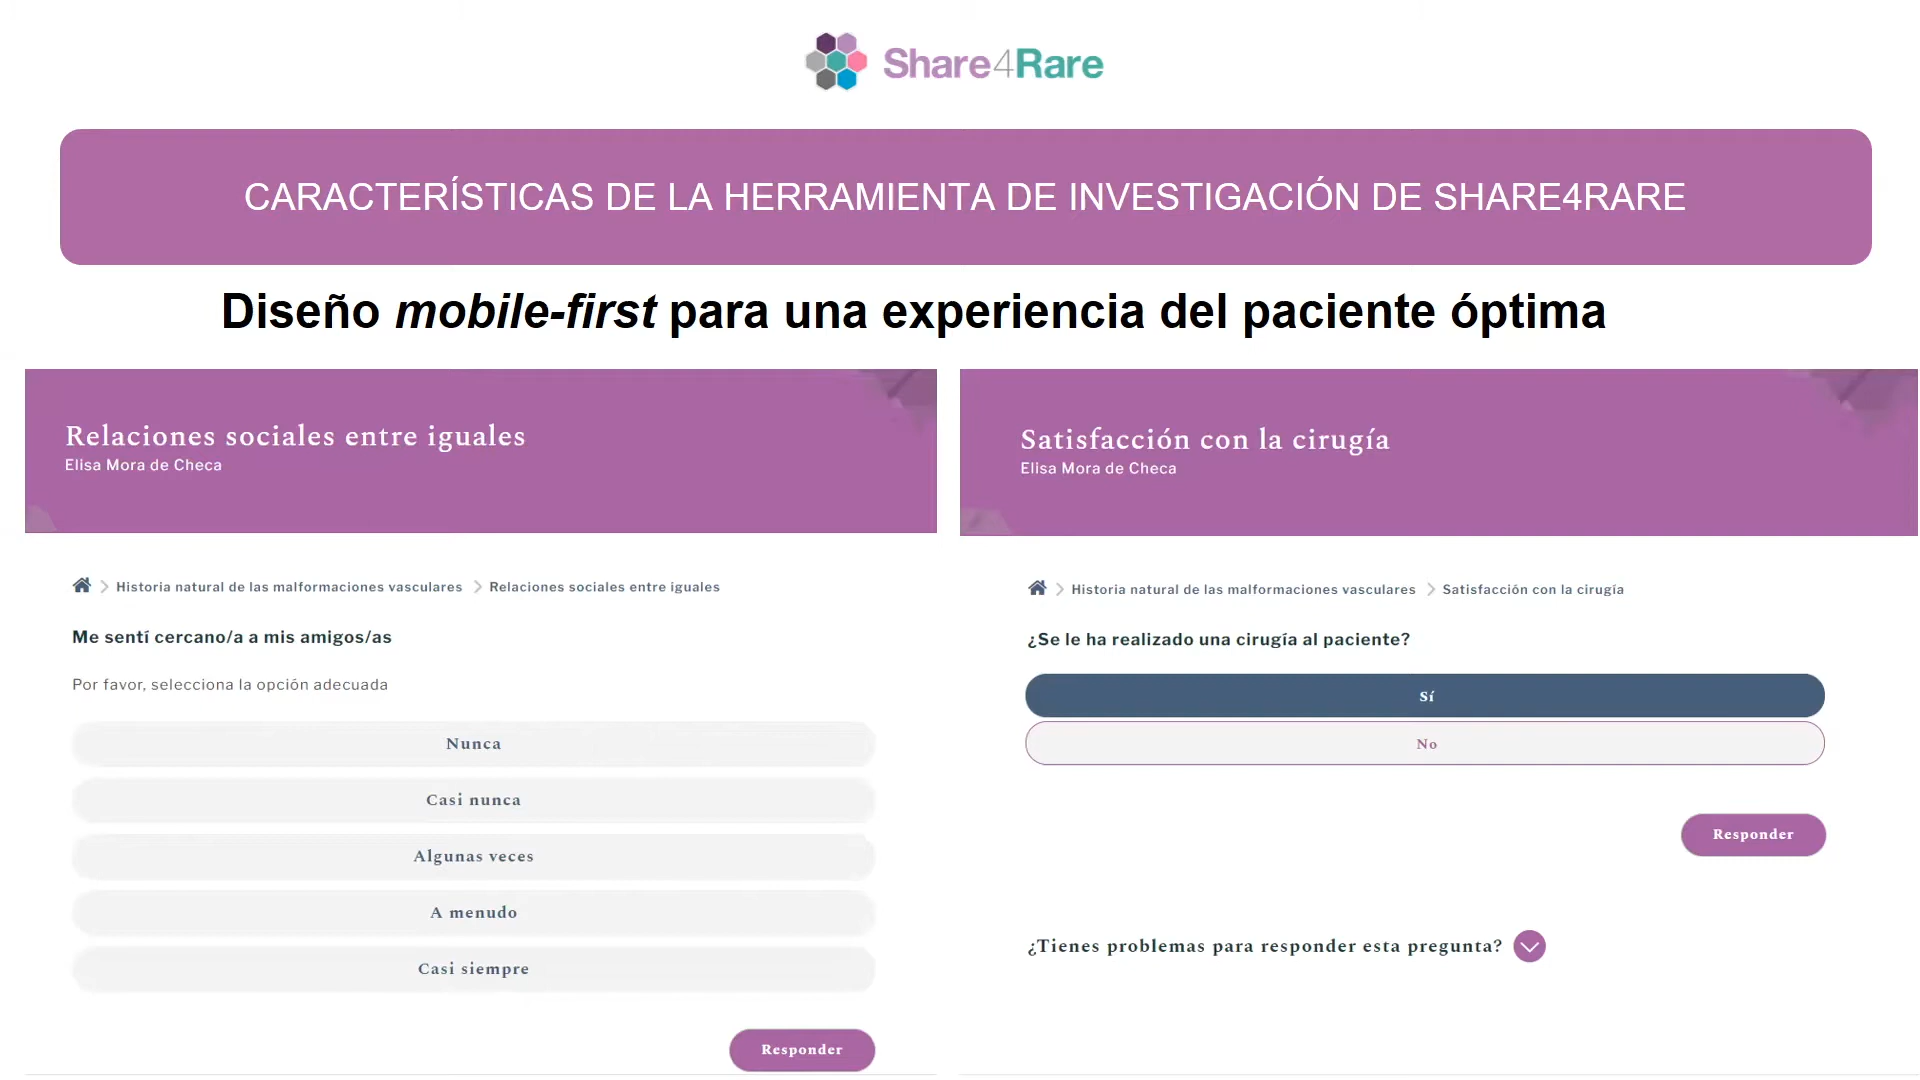 Share4Rare
CARACTERÍSTICAS DE LA HERRAMIENTA DE INVESTIGACIÓN DE SHARE4RARE
Diseño mobile-first para una experiencia del paciente óptima
Relaciones sociales entre iguales
Elisa Mora de Checa
Historia natural de las malformaciones vasculares > Relaciones sociales entre iguales
Me sentí cercano/a a mis amigos/as
Por favor, selecciona la opción adecuada
Nunca
Casi nunca
Algunas veces
A menudo
Casi siempre
Responder
Satisfacción con la cirugía
Elisa Mora de Checa
Historia natural de las malformaciones vasculares > Satisfacción con la cirugía
¿Se le ha realizado una cirugía al paciente?
Sí
No
Responder
¿Tienes problemas para responder esta pregunta?